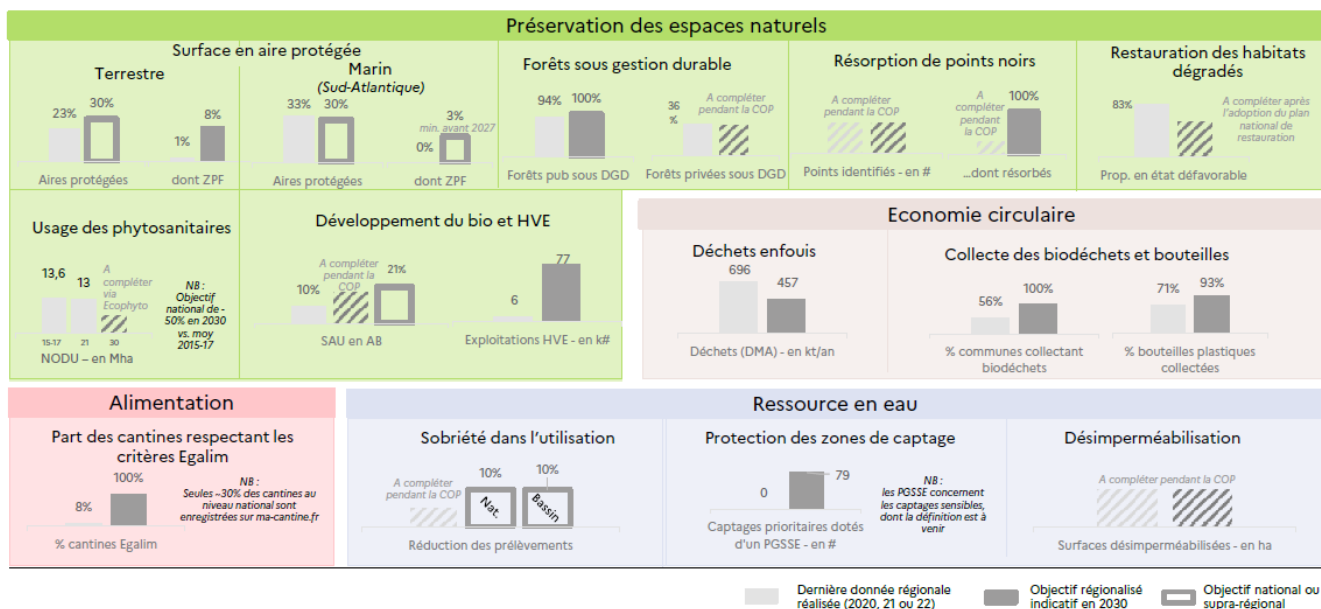 Préservation des espaces naturels
Surface en aire protégée
Terrestre
23%
30%
1%
8%
Aires protégées
dont ZPF
Marin
(Sud-Atlantique)
33%
30%
3%
min. avant 2027
0%
Aires protégées
dont ZPF
Forêts sous gestion durable
94%
100%
36
%
A compléter
pendant la COP
Forêts pub sous DGD
Forêts privées sous DGD
Résorption de points noirs
A compléter
pendant la COP
A
compléter
pendant
la COP
100%
Points identifiés - en #
...dont résorbés
Restauration des habitats
dégradés
83%
A compléter après
l'adoption du plan
national de
restauration
Prop. en état défavorable
Usage des phytosanitaires
13,6
13
A
compléter
via
Ecophyto
15-17
21
30
NODU – en Mha
NB :
Objectif
national de -
50% en 2030
vs. moy
2015-17
Développement du bio et HVE
10%
A compléter
pendant la
COP
21%
SAU en AB
6
77
Exploitations HVE - en k#
Economie circulaire
Déchets enfouis
696
457
Déchets (DMA) - en kt/an
Collecte des biodéchets et bouteilles
56%
100%
% communes collectant
biodéchets
71%
93%
% bouteilles plastiques
collectées
Alimentation
Part des cantines respectant les
critères Egalim
8%
100%
% cantines Egalim
NB :
Seules ~30% des cantines au
niveau national sont
enregistrées sur ma-cantine.fr
Ressource en eau
Sobriété dans l'utilisation
A compléter
pendant la COP
10%
10%
Nat.
Bassin
Réduction des prélèvements
Protection des zones de captage
0
79
Captages prioritaires dotés
d'un PGSSE - en #
NB :
les PGSSE concernent
les captages sensibles,
dont la définition est à
venir
Désimperméabilisation
A compléter pendant la COP
Surfaces désimperméabilisées - en ha
Dernière donnée régionale
réalisée (2020, 21 ou 22)
Objectif régionalisé
indicatif en 2030
Objectif national ou
supra-régional